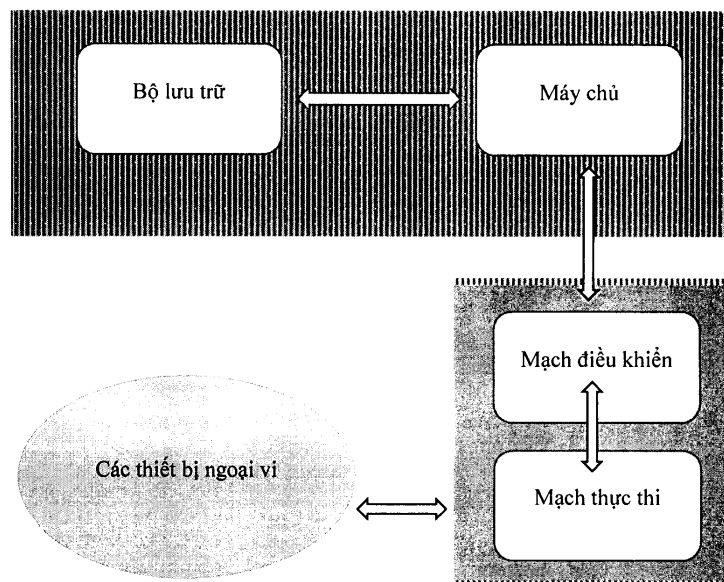 Bộ lưu trữ
Máy chủ
Mạch điều khiển
Các thiết bị ngoại vi
Mạch thực thi